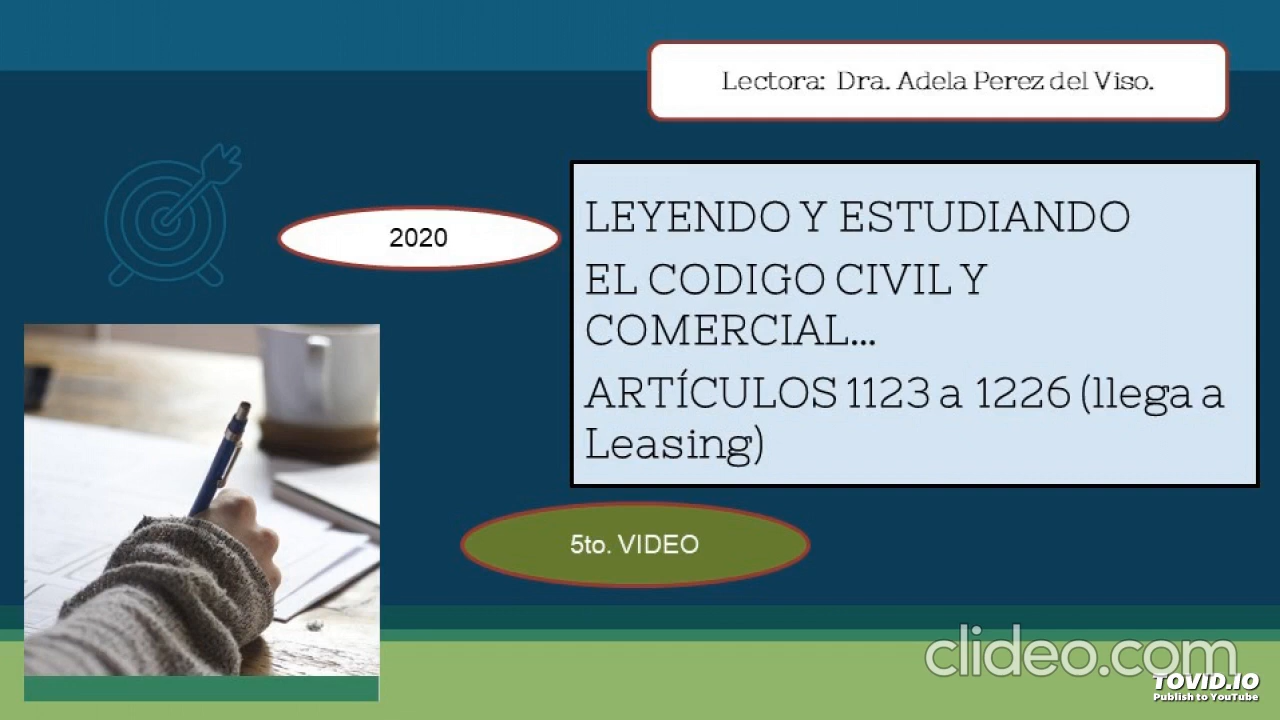 Lectora: Dra. Adela Perez del Viso.
2020
LEYENDO Y ESTUDIANDO
EL CODIGO CIVIL Y
COMERCIAL...
ARTÍCULOS 1123 a 1226 (llega a
Leasing)
5to. VIDEO
clideo.com
TOVID.IO
Publish to YouTube